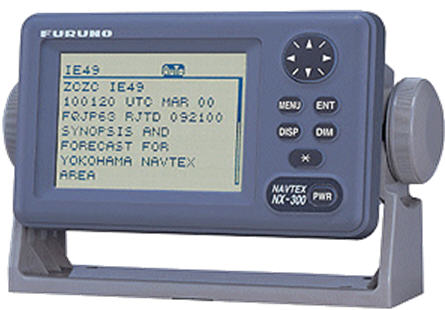 FURUNO
IE49 Auto
ZCZC IE49
100120 UTC MAR 00
FQJP63 RJTD 092100
SYNOPSIS AND
FORECAST FOR
YOKOHAMA NAVTEX
AREA
MENU ENT
DISP DIM
*
NAVTEX
NX-300 PWR